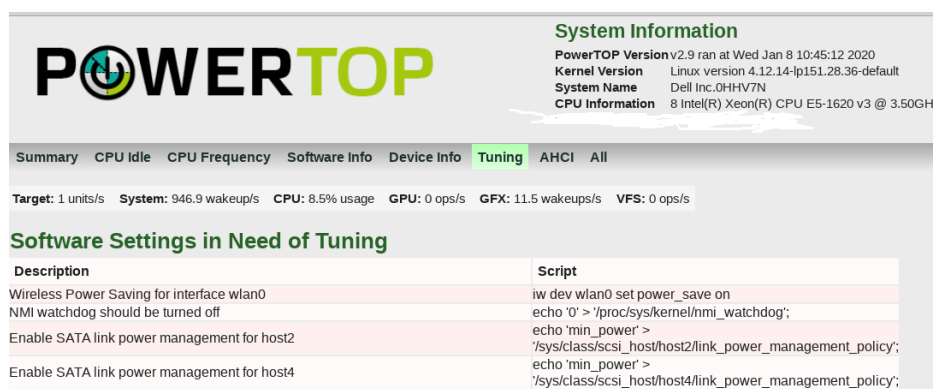 POWERTOP
System Information
PowerTOP Version v2.9 ran at Wed Jan 8 10:45:12 2020
Kernel Version Linux version 4.12.14-lp151.28.36-default
System Name Dell Inc.0HHV7N
CPU Information 8 Intel(R) Xeon(R) CPU E5-1620 v3 @ 3.50GH
Summary CPU Idle CPU Frequency Software Info Device Info Tuning AHCI All
Target: 1 units/s System: 946.9 wakeup/s CPU: 8.5% usage GPU: 0 ops/s GFX: 11.5 wakeups/s VFS: 0 ops/s
Software Settings in Need of Tuning
Description Script
Wireless Power Saving for interface wlan0 iw dev wlan0 set power_save on
NMI watchdog should be turned off echo '0' > '/proc/sys/kernel/nmi_watchdog';
Enable SATA link power management for host2 echo 'min_power' >
'/sys/class/scsi_host/host2/link_power_management_policy';
Enable SATA link power management for host4 echo 'min_power' >
'/sys/class/scsi_host/host4/link_power_management_policy';